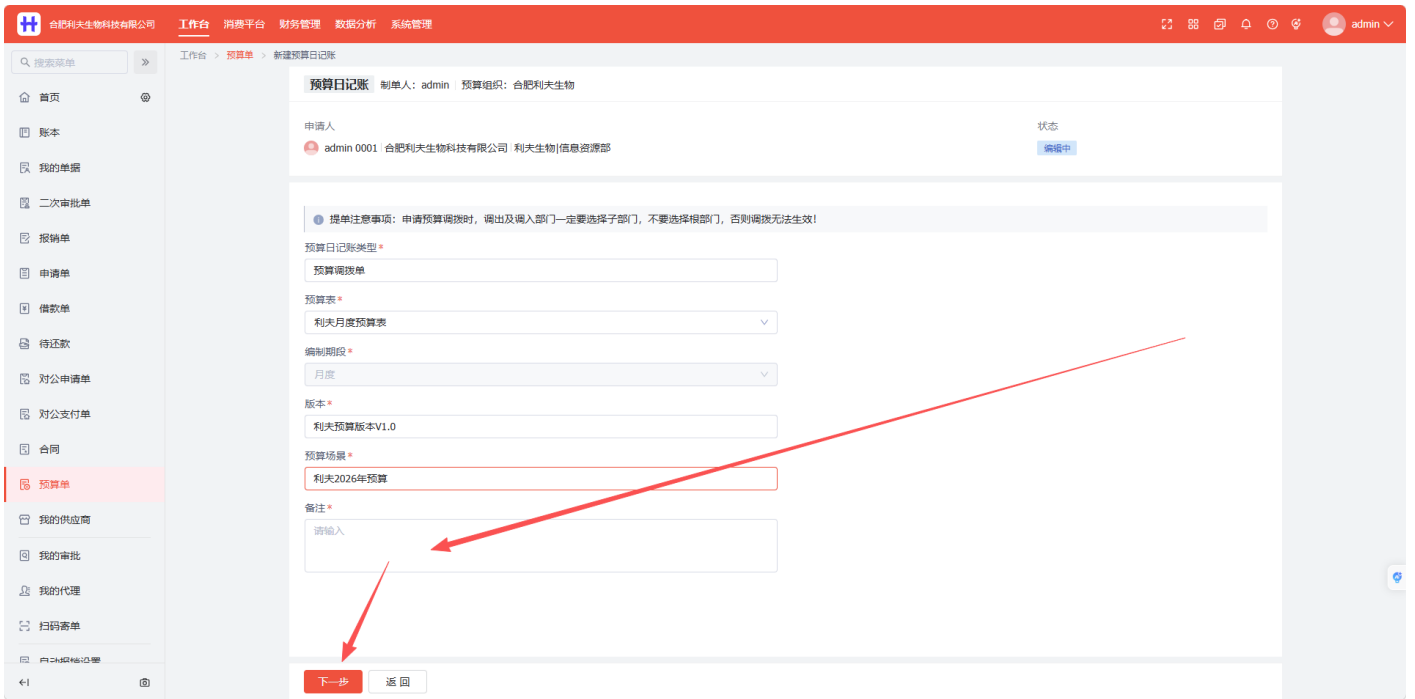 合肥利夫生物科技有限公司 工作台 消费平台 财务管理 数据分析 系统管理 admin
搜索菜单
工作台 > 预算单 > 新建预算日记账
首页
账本
我的单据
二次审批单
报销单
申请单
借款单
待还款
对公申请单
对公支付单
合同
预算单
我的供应商
我的审批
我的代理
扫码寄单
自动报销设置
预算日记账 制单人：admin 预算组织：合肥利夫生物
申请人 状态
admin 0001 合肥利夫生物科技有限公司 利夫生物|信息资源部 编辑中
提单注意事项：申请预算调拨时，调出及调入部门一定要选择子部门，不要选择根部门，否则调拨无法生效！
预算日记账类型*
预算调拨单
预算表*
利夫月度预算表
编制期段*
月度
版本*
利夫预算版本V1.0
预算场景*
利夫2026年预算
备注*
请输入
下一步 返回